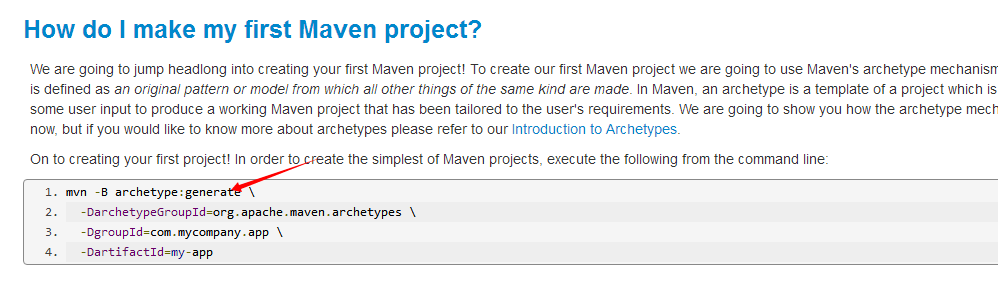 How do I make my first Maven project?
We are going to jump headlong into creating your first Maven project! To create our first Maven project we are going to use Maven's archetype mechanism
is defined as an original pattern or model from which all other things of the same kind are made. In Maven, an archetype is a template of a project which is
some user input to produce a working Maven project that has been tailored to the user's requirements. We are going to show you how the archetype mech
now, but if you would like to know more about archetypes please refer to our Introduction to Archetypes.
On to creating your first project! In order to create the simplest of Maven projects, execute the following from the command line:
1. mvn -B archetype:generate \
2. -DarchetypeGroupId=org.apache.maven.archetypes \
3. -DgroupId=com.mycompany.app \
4. -DartifactId=my-app